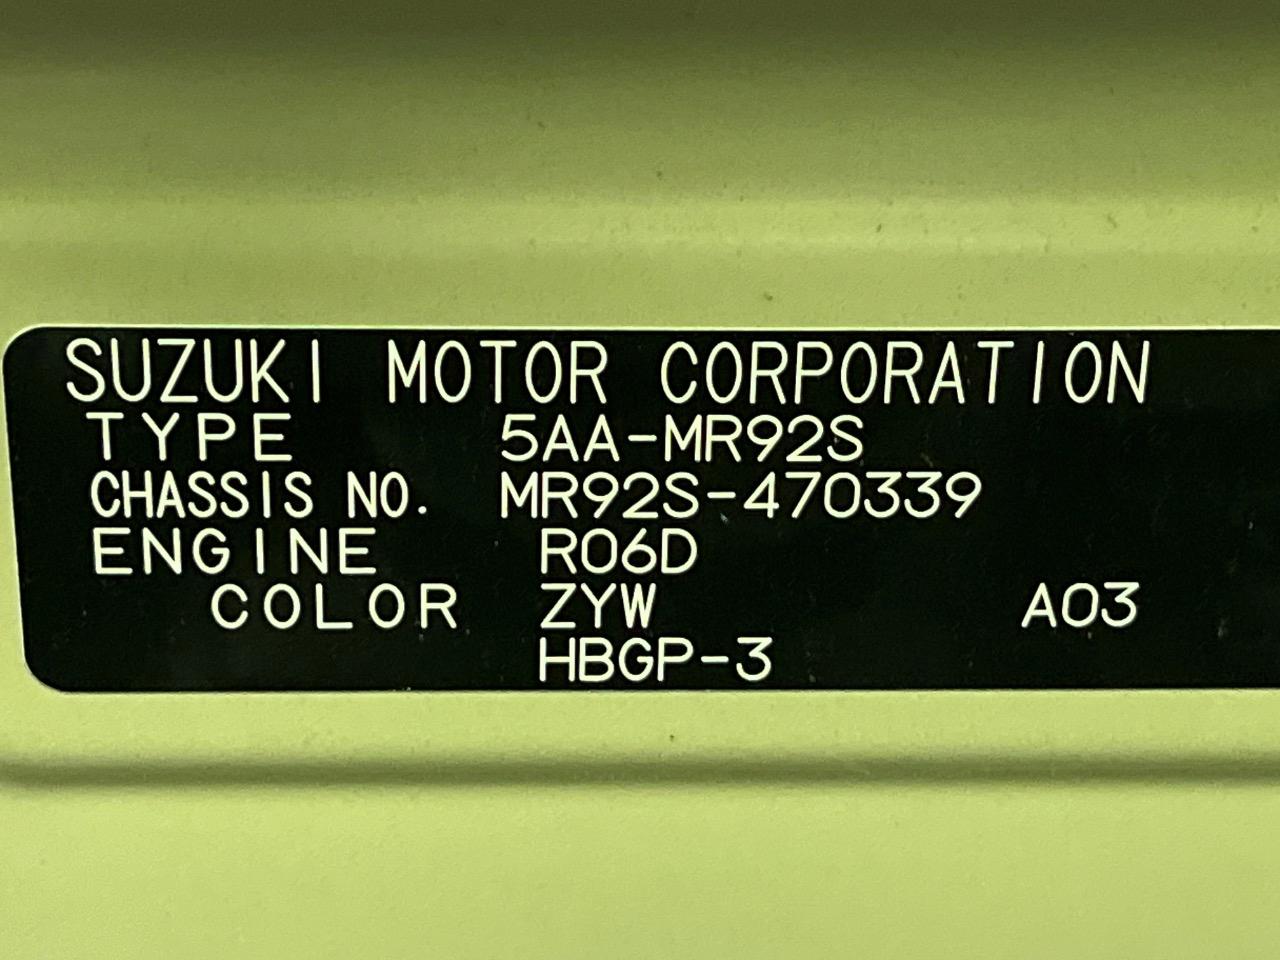 SUZUKI MOTOR CORPORATION
TYPE 5AA-MR92S
CHASSIS NO. MR92S-470339
ENGINE R06D
COLOR ZYW A03
HBGP-3